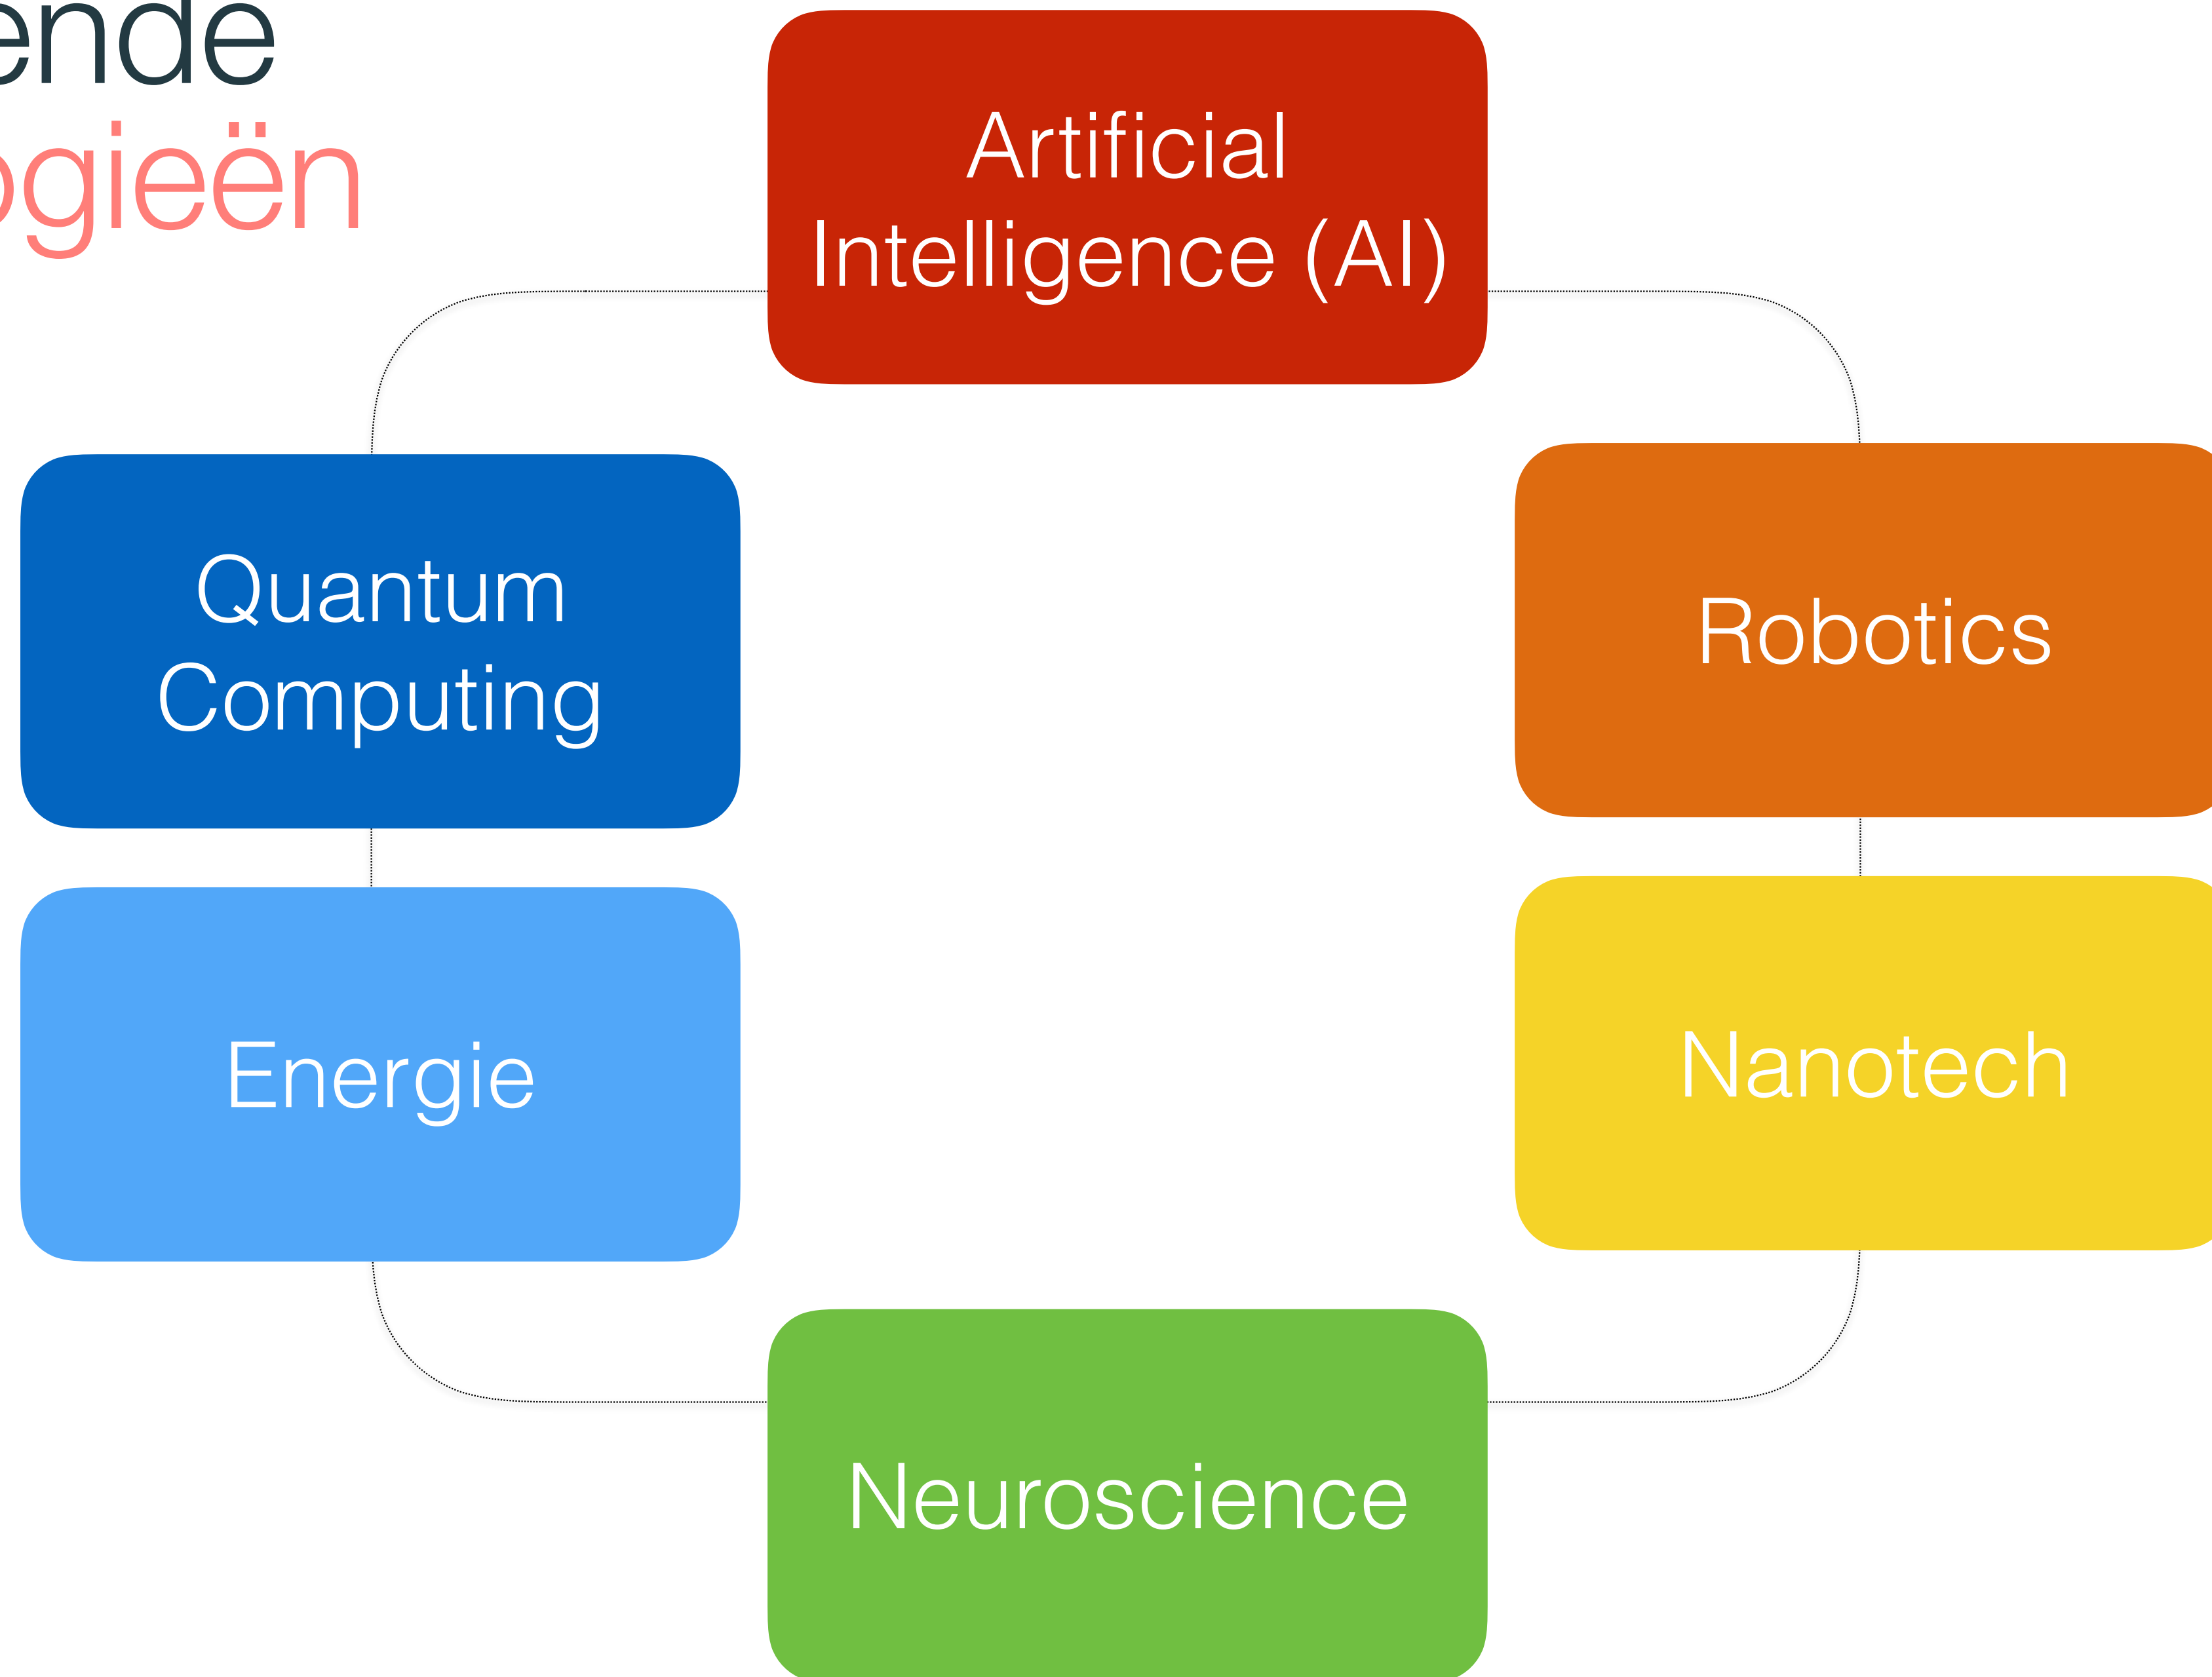 ende
ogieën
Artificial
Intelligence (AI)
Quantum
Computing
Robotics
Energie
Nanotech
Neuroscience